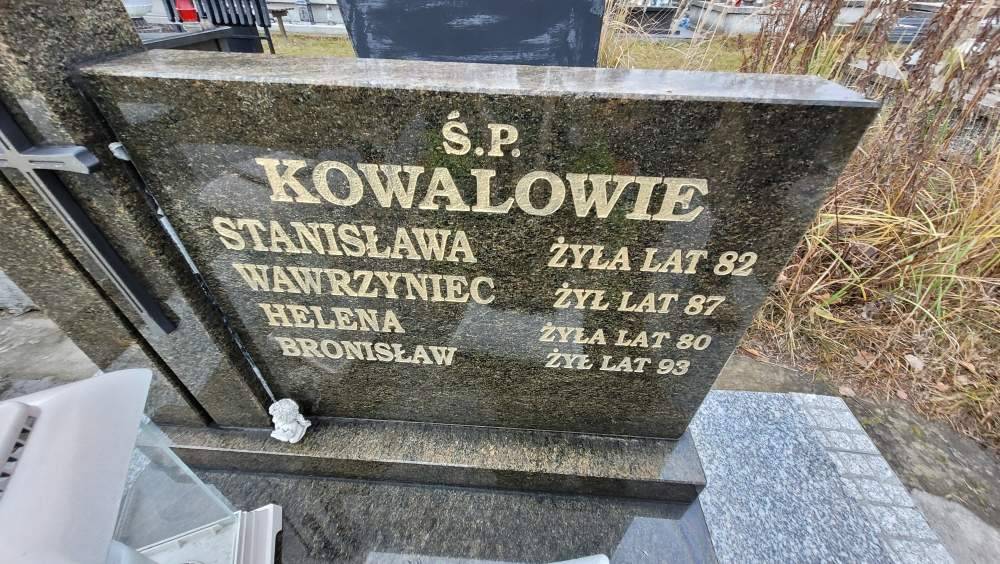 Ś.P.
KOWALOWIE
STANISŁAWA ŻYŁA LAT 82
WAWRZYNIEC ŻYŁ LAT 87
HELENA ŻYŁA LAT 80
BRONISŁAW ŻYŁ LAT 93